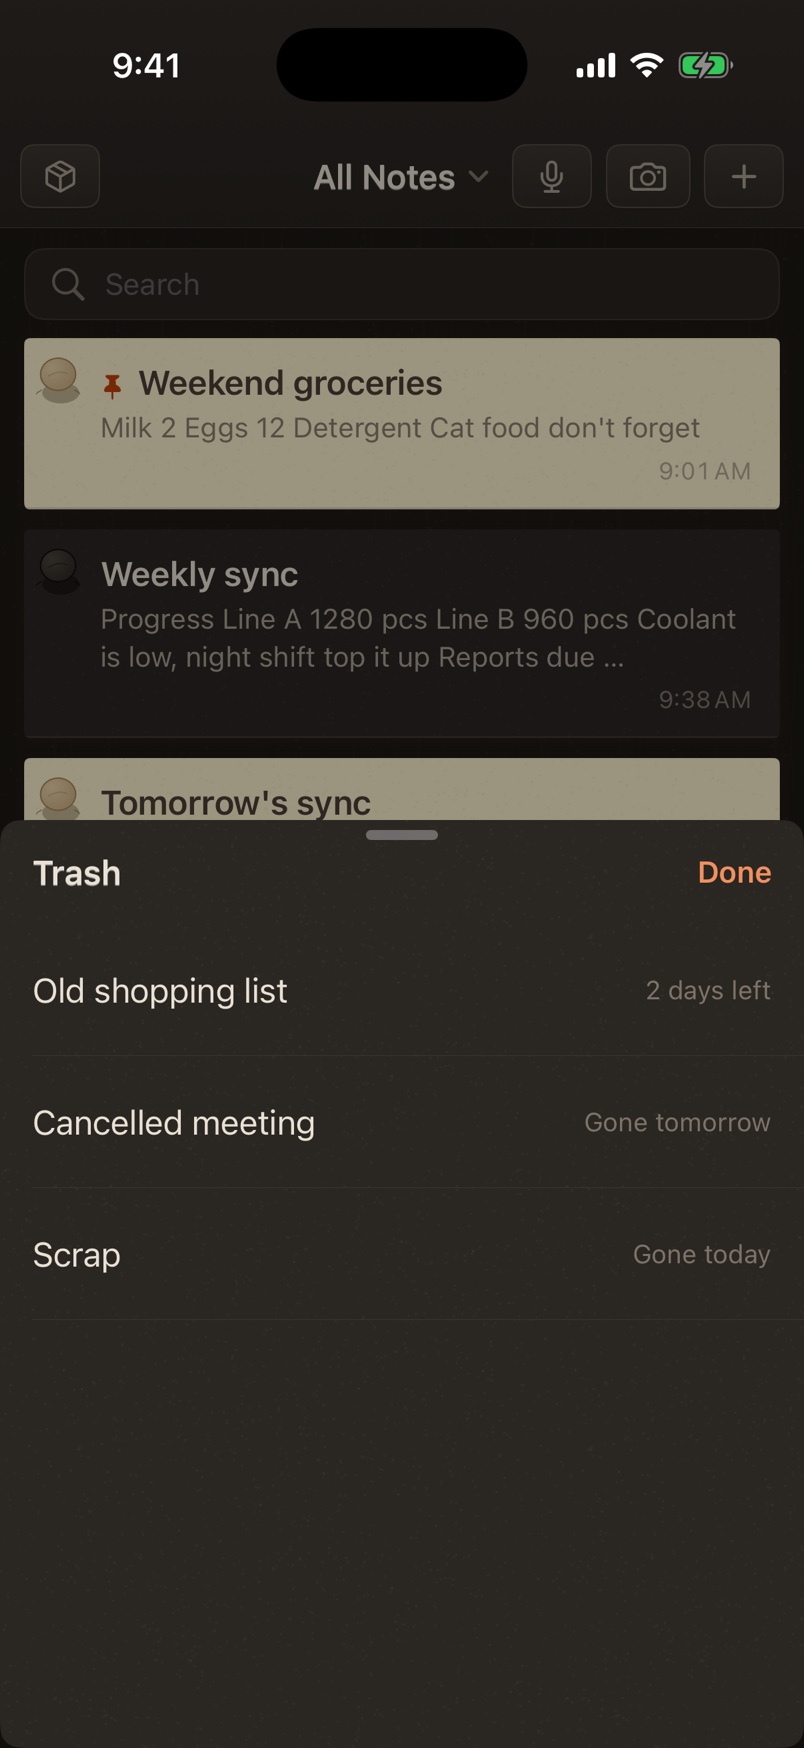 9:41
All Notes
Search
Weekend groceries
Milk 2 Eggs 12 Detergent Cat food don't forget
9:01 AM
Weekly sync
Progress Line A 1280 pcs Line B 960 pcs Coolant
is low, night shift top it up Reports due ...
9:38 AM
Tomorrow's sync
Trash Done
Old shopping list 2 days left
Cancelled meeting Gone tomorrow
Scrap Gone today